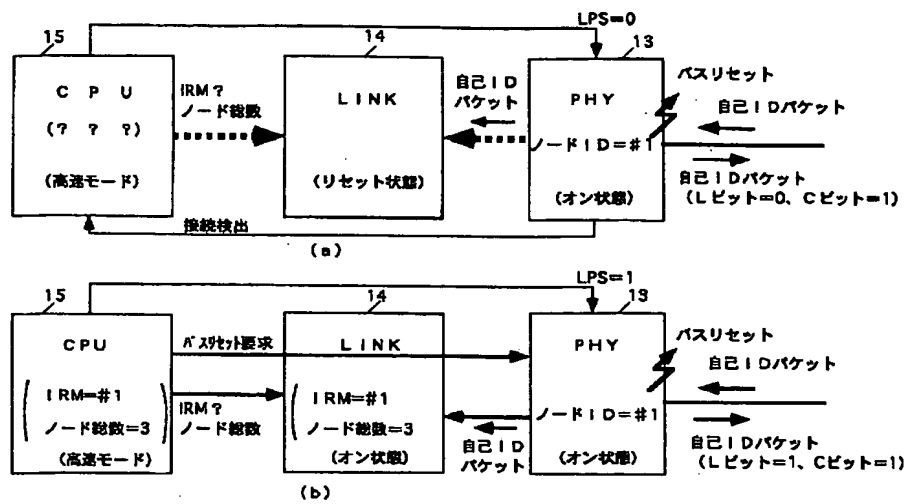 LPS=0
15
14
13
CPU
(???)
(高速モード)
IRM?
ノード総数
LINK
(リセット状態)
自己ID
パケット
PHY
ノードID=#1
(オン状態)
バスリセット
自己IDパケット
自己IDパケット
(Lビット=0、Cビット=1)
接続検出
(a)
LPS=1
15
14
13
CPU
IRM=#1
ノード総数=3
(高速モード)
バスリセット要求
IRM?
ノード総数
LINK
IRM=#1
ノード総数=3
(オン状態)
自己ID
パケット
PHY
ノードID=#1
(オン状態)
バスリセット
自己IDパケット
自己IDパケット
(Lビット=1、Cビット=1)
(b)